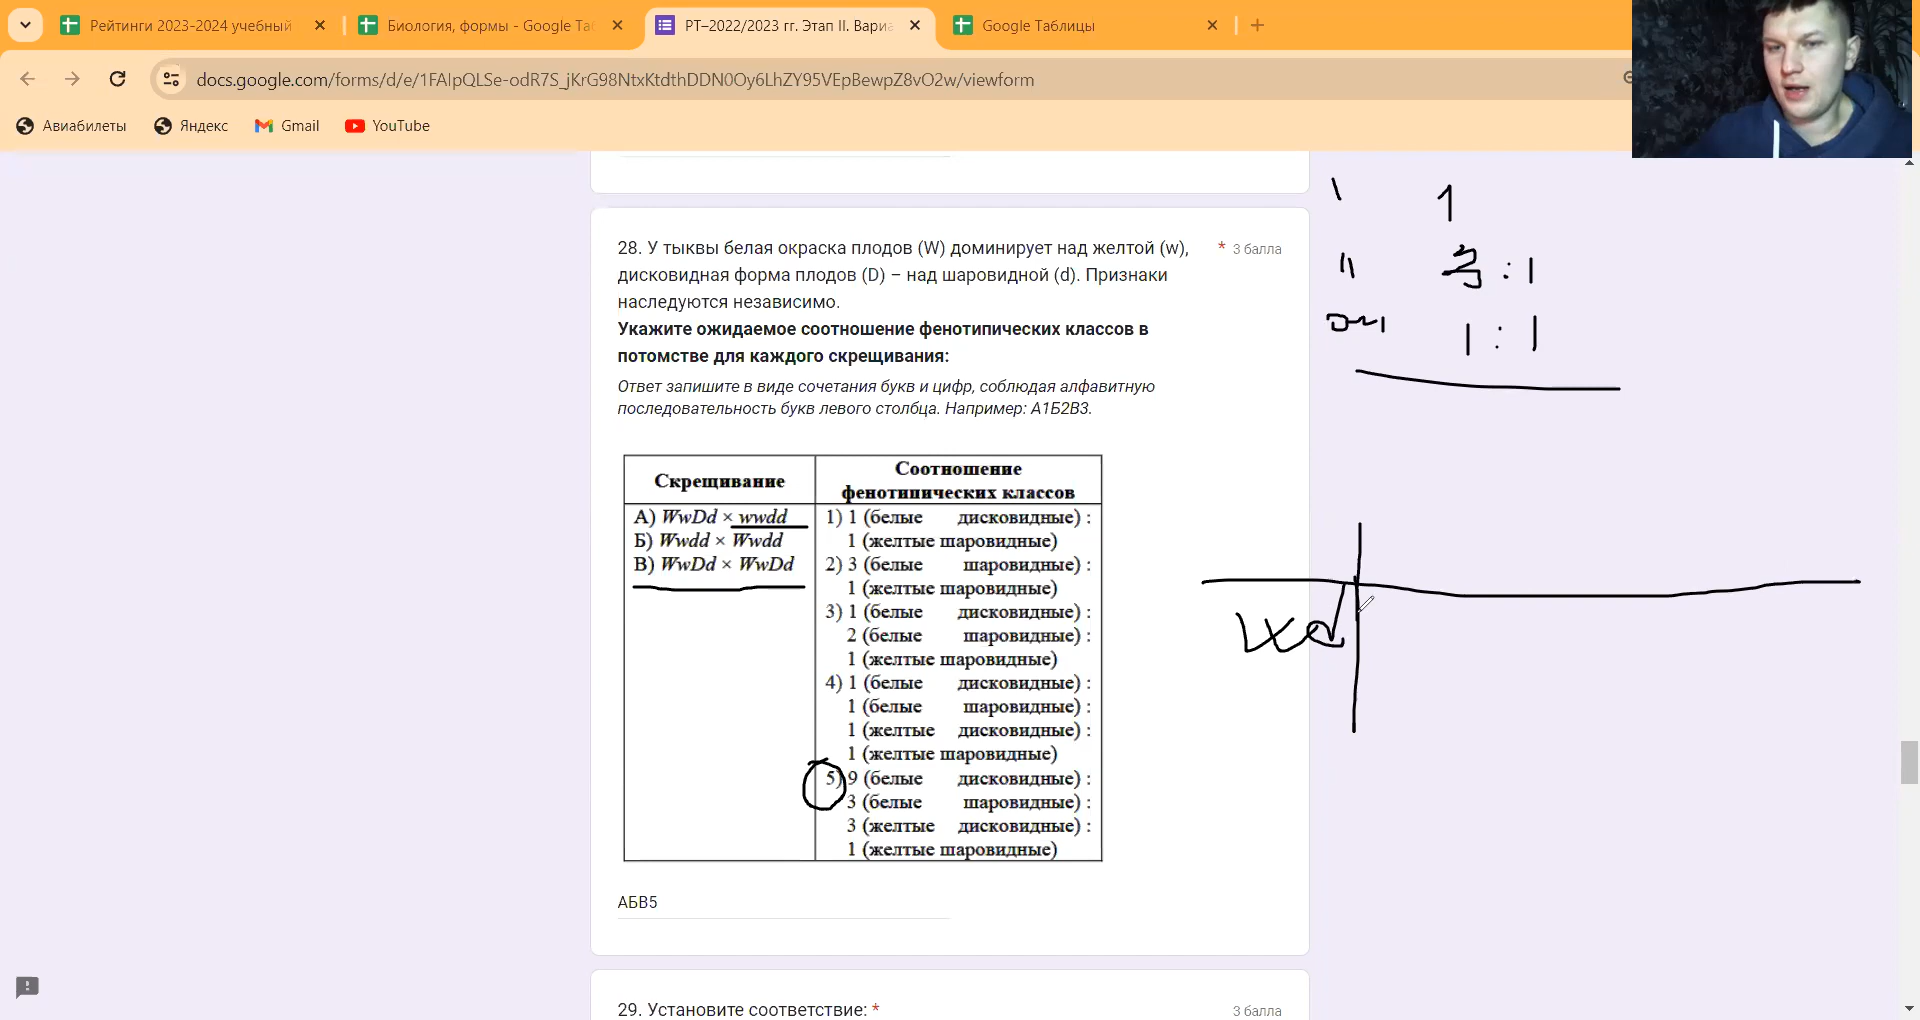 Рейтинги 2023-2024 учебный
Биология, формы - Google Та
РТ–2022/2023 гг. Этап II. Вариа
Google Таблицы
docs.google.com/forms/d/e/1FAIpQLSe-odR7S_jKrG98NtxKtdthDDN0Oy6LhZY95VEpBewpZ8vO2w/viewform
Авиабилеты
Яндекс
Gmail
YouTube
28. У тыквы белая окраска плодов (W) доминирует над желтой (w),
* 3 балла
дисковидная форма плодов (D) – над шаровидной (d). Признаки
наследуются независимо.
Укажите ожидаемое соотношение фенотипических классов в
потомстве для каждого скрещивания:
Ответ запишите в виде сочетания букв и цифр, соблюдая алфавитную
последовательность букв левого столбца. Например: А1Б2В3.
Скрещивание
Соотношение
фенотипических классов
А) WwDd × wwdd
Б) Wwdd × Wwdd
В) WwDd × WwDd
1) 1 (белые дисковидные) :
1 (желтые шаровидные)
2) 3 (белые шаровидные) :
1 (желтые шаровидные)
3) 1 (белые дисковидные) :
2 (белые шаровидные) :
1 (желтые шаровидные)
4) 1 (белые дисковидные) :
1 (белые шаровидные) :
1 (желтые дисковидные) :
1 (желтые шаровидные)
5) 9 (белые дисковидные) :
3 (белые шаровидные) :
3 (желтые дисковидные) :
1 (желтые шаровидные)
АБВ5
29. Установите соответствие: *
3 балла
1
3 : 1
1 : 1
Wd